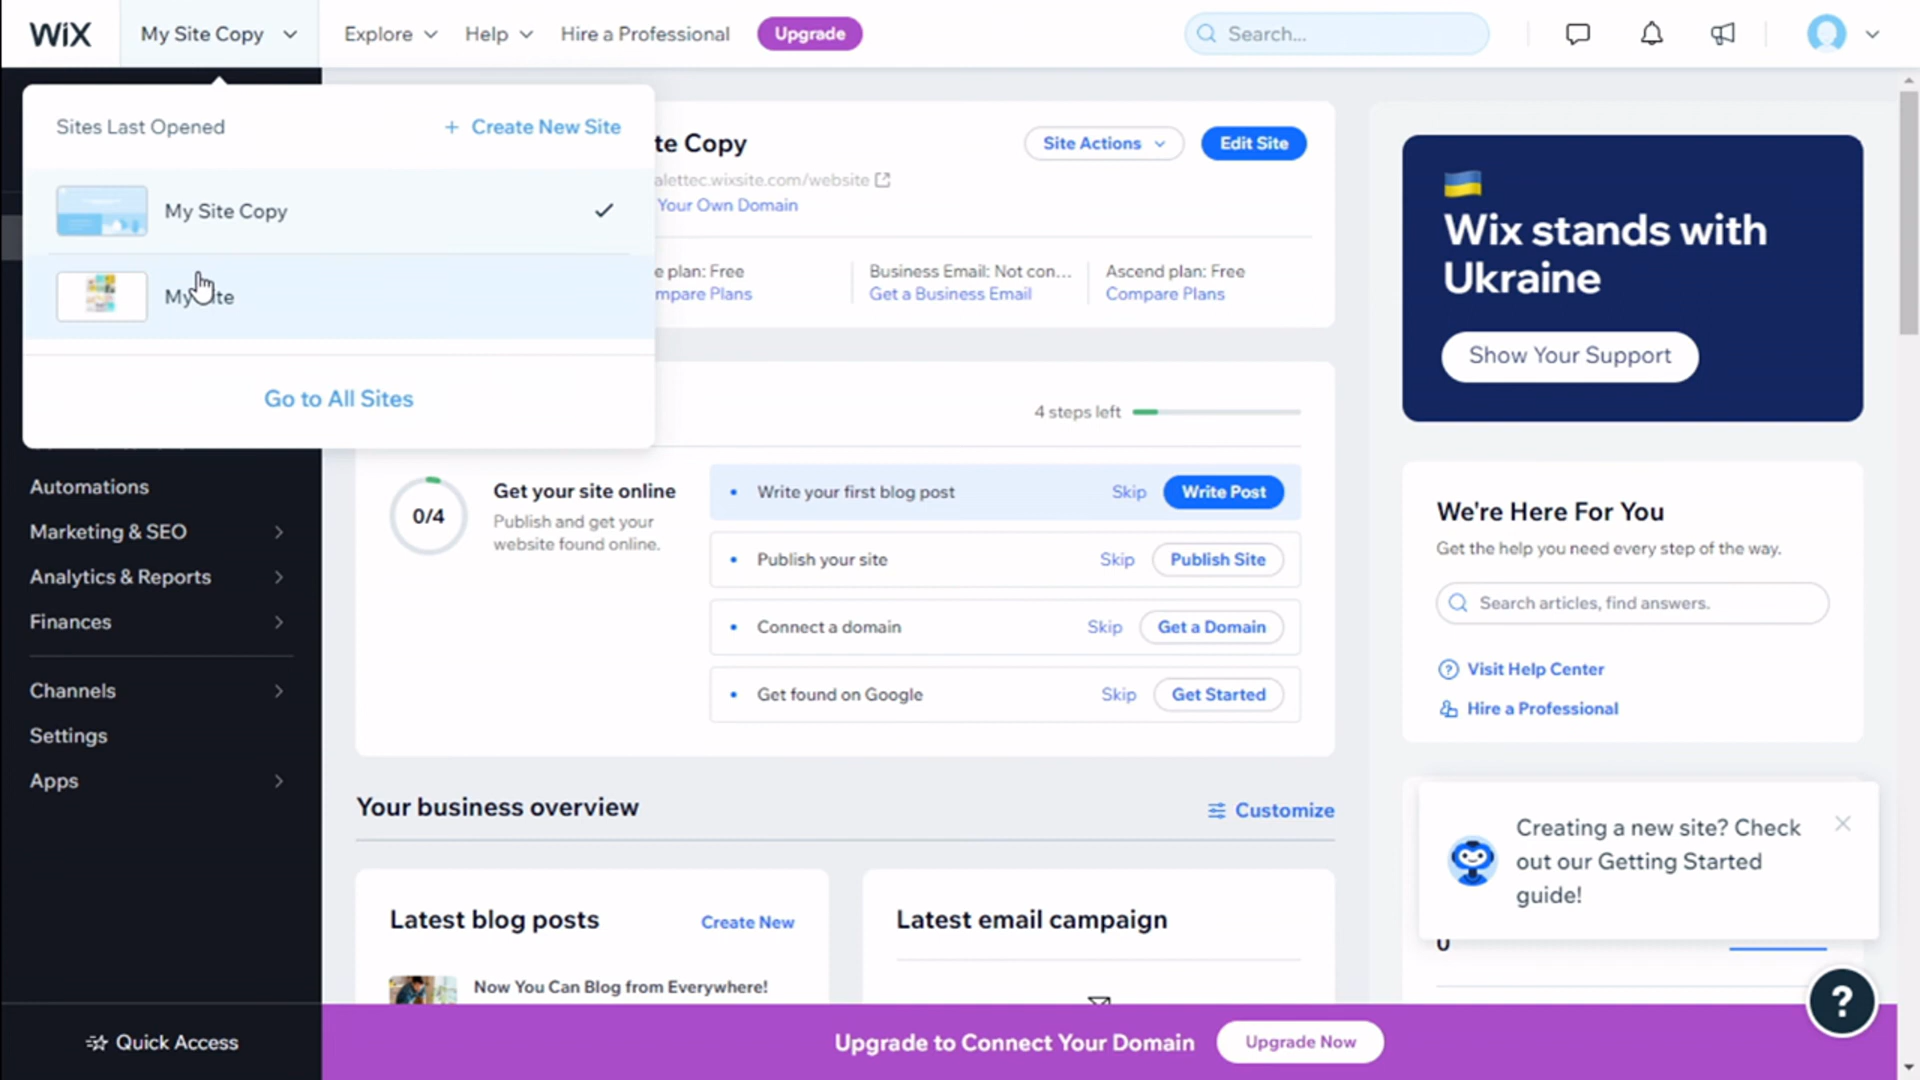 WiX
My Site Copy
Explore
Help
Hire a Professional
Upgrade
Search...
Sites Last Opened
+ Create New Site
My Site Copy
My
te
Go to All Sites
te Copy
Site Actions
Edit Site
alettec.wixsite.com/website
Your Own Domain
e plan: Free
mpare Plans
Business Email: Not con...
Get a Business Email
Ascend plan: Free
Compare Plans
4 steps left
0/4
Get your site online
Publish and get your
website found online.
Write your first blog post
Skip
Write Post
Publish your site
Skip
Publish Site
Connect a domain
Skip
Get a Domain
Get found on Google
Skip
Get Started
Automations
Marketing & SEO
Analytics & Reports
Finances
Channels
Settings
Apps
Quick Access
Your business overview
Customize
Latest blog posts
Create New
Now You Can Blog from Everywhere!
Latest email campaign
Wix stands with
Ukraine
Show Your Support
We're Here For You
Get the help you need every step of the way.
Search articles, find answers.
Visit Help Center
Hire a Professional
Creating a new site? Check
out our Getting Started
guide!
0
?
Upgrade to Connect Your Domain
Upgrade Now